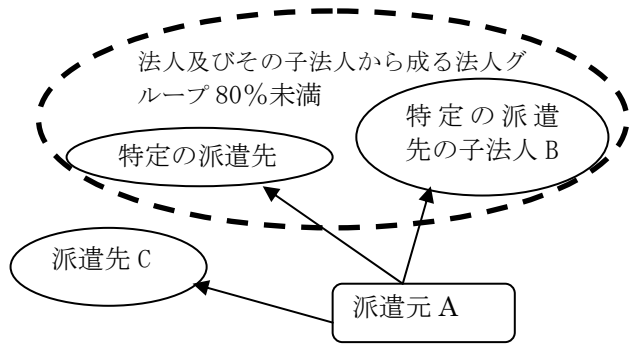 法人及びその子法人から成る法人グ
ループ 80％未満
特定の派遣
先の子法人 B
特定の派遣先
派遣先 C
派遣元 A